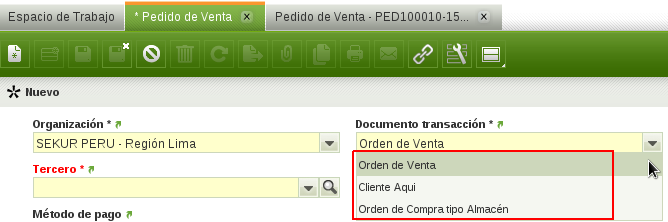 Espacio de Trabajo
* Pedido de Venta x
Pedido de Venta - PED100010-15... x
Nuevo
Organización *
Documento transacción *
SEKUR PERU - Región Lima
Orden de Venta
Tercero *
Orden de Venta
Cliente Aqui
Orden de Compra tipo Almacén
Método de pago